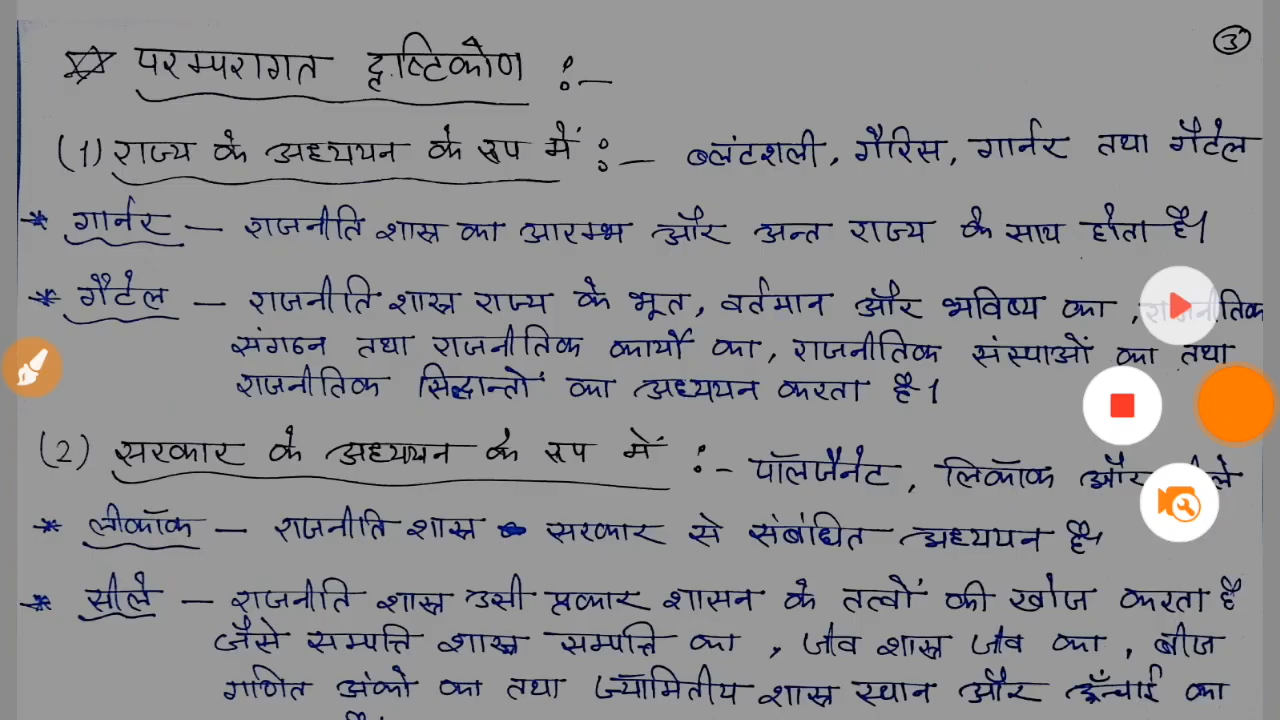 ③
☆ परम्परागत दृष्टिकोण :–
(1) राज्य के अध्ययन के रूप में :– ब्लंटशली, गैरिस, गार्नर तथा गैटेल
* गार्नर – राजनीति शास्त्र का आरम्भ और अन्त राज्य के साथ होता है।
* गैटेल – राजनीति शास्त्र राज्य के भूत, वर्तमान और भविष्य का, राजनीतिक
संगठन तथा राजनीतिक कार्यों का, राजनीतिक संस्थाओं का तथा
राजनीतिक सिद्धान्तों का अध्ययन करता है।
(2) सरकार के अध्ययन के रूप में :– पॉलजैनेट, लिकॉक और
* लीकॉक – राजनीति शास्त्र सरकार से संबंधित अध्ययन है।
* सीले – राजनीति शास्त्र उसी प्रकार शासन के तत्वों की खोज करता है
जैसे सम्पत्ति शास्त्र सम्पत्ति का, जीव शास्त्र जीव का, बीज
गणित अंको का तथा ज्यॉमितीय शास्त्र स्थान और ऊँचाई का